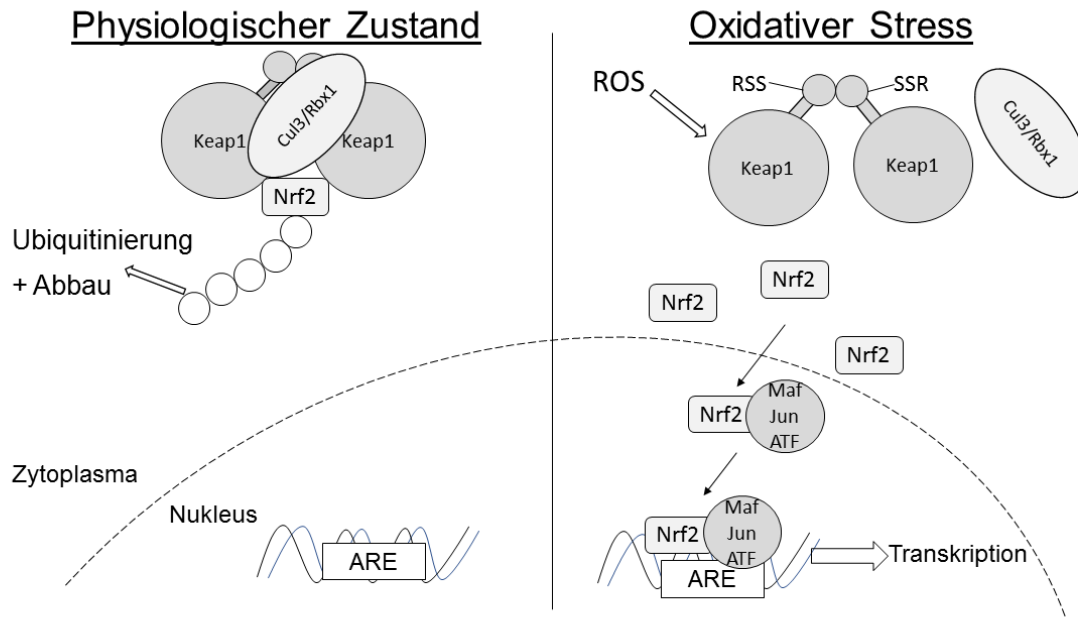 Physiologischer Zustand
Keap1
Cul3/Rbx1
Keap1
Nrf2
Ubiquitinierung
+ Abbau
Zytoplasma
Nukleus
ARE
Oxidativer Stress
ROS
RSS
SSR
Keap1
Keap1
Cul3/Rbx1
Nrf2
Nrf2
Nrf2
Nrf2
Maf
Jun
ATF
Nrf2
Maf
Jun
ATF
ARE
Transkription